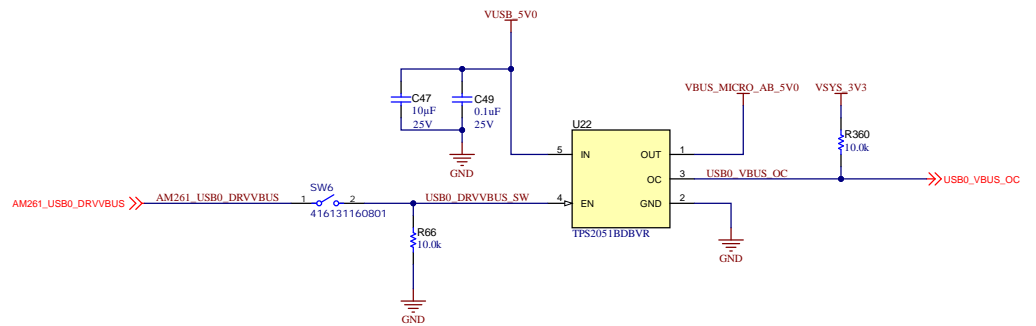 VUSB_5V0
C47
10µF
25V
C49
0.1uF
25V
GND
VBUS_MICRO_AB_5V0
VSYS_3V3
R360
10.0k
U22
5 IN OUT 1
OC 3 USB0_VBUS_OC
USB0_VBUS_OC
4 EN GND 2
TPS2051BDBVR
GND
AM261_USB0_DRVVBUS
AM261_USB0_DRVVBUS
SW6
1 2
416131160801
USB0_DRVVBUS_SW
R66
10.0k
GND